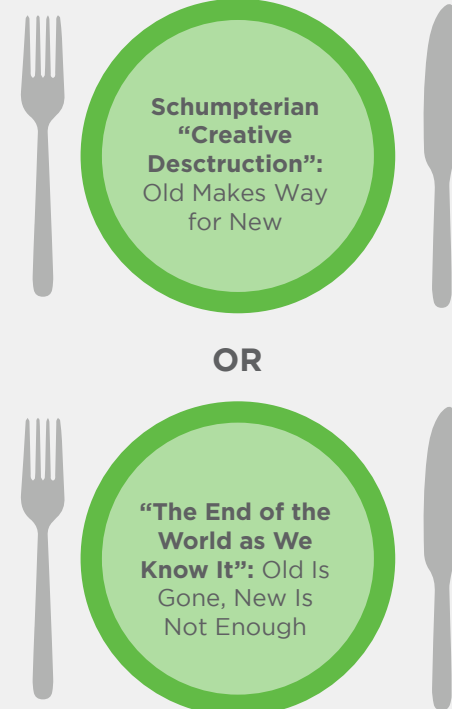 Schumpterian
“Creative
Desctruction”:
Old Makes Way
for New
OR
“The End of the
World as We
Know It”: Old Is
Gone, New Is
Not Enough